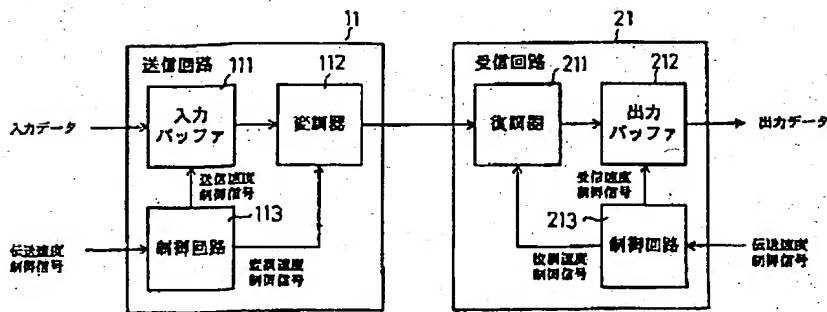 11
送信回路
111
112
入力データ
入力
バッファ
変調器
送信速度
制御信号
113
伝送速度
制御信号
制御回路
変調速度
制御信号
21
受信回路
211
212
復調器
出力
バッファ
出力データ
受信速度
制御信号
213
制御回路
復調速度
制御信号
伝送速度
制御信号